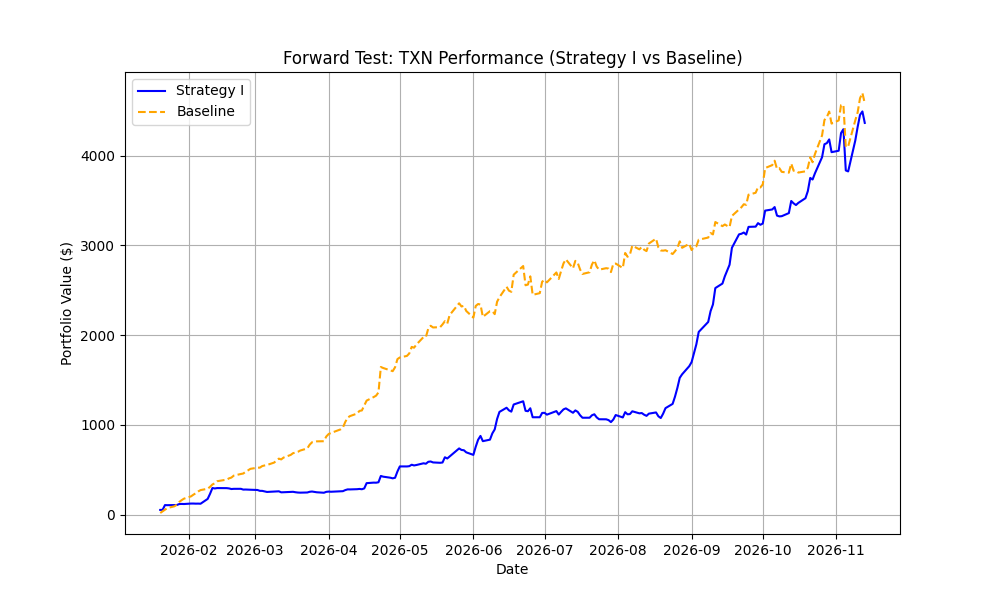 Forward Test: TXN Performance (Strategy I vs Baseline)
Strategy I
Baseline
Portfolio Value ($)
4000
3000
2000
1000
0
2026-02 2026-03 2026-04 2026-05 2026-06 2026-07 2026-08 2026-09 2026-10 2026-11
Date